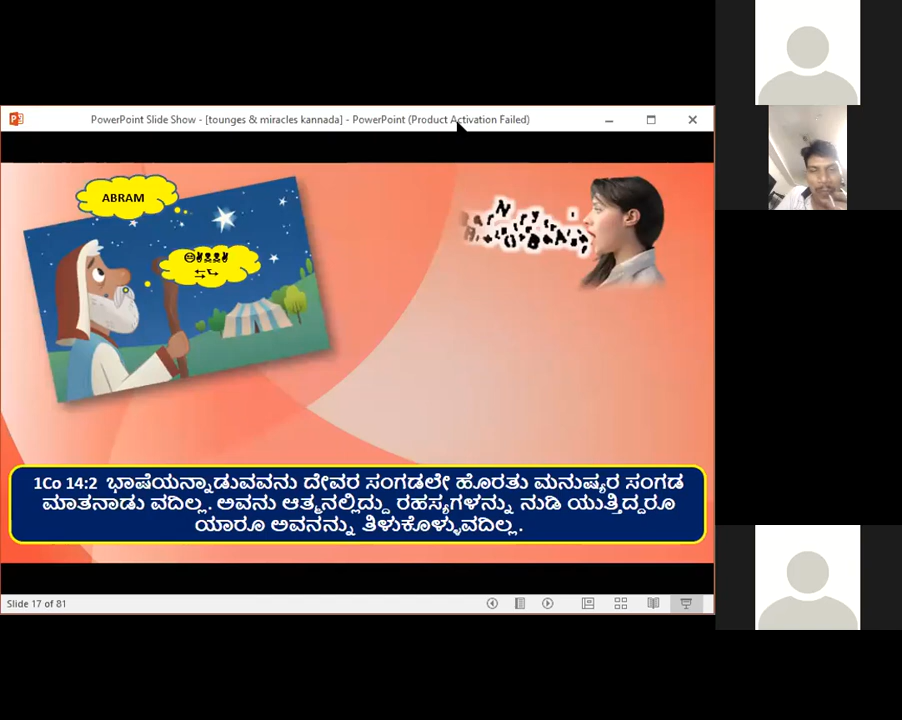 PowerPoint Slide Show - [tounges & miracles kannada] - PowerPoint (Product Activation Failed)
ABRAM
1Co 14:2 ಭಾಷೆಯನ್ನಾಡುವವನು ದೇವರ ಸಂಗಡಲೇ ಹೊರತು ಮನುಷ್ಯರ ಸಂಗಡ
ಮಾತನಾಡು ವದಿಲ್ಲ. ಅವನು ಆತ್ಮನಲ್ಲಿದ್ದು ರಹಸ್ಯಗಳನ್ನು ನುಡಿ ಯುತ್ತಿದ್ದರೂ
ಯಾರೂ ಅವನನ್ನು ತಿಳುಕೊಳ್ಳುವದಿಲ್ಲ.
Slide 17 of 81